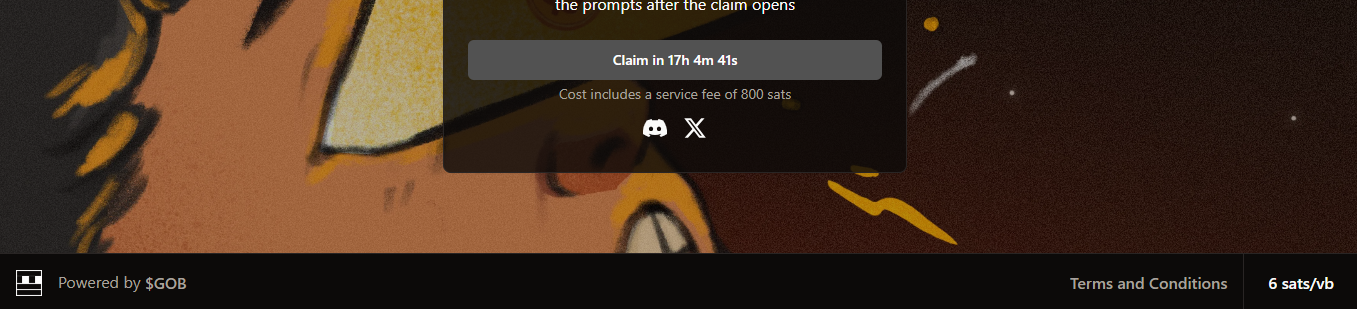 the prompts after the claim opens
Claim in 17h 4m 41s
Cost includes a service fee of 800 sats
Powered by $GOB
Terms and Conditions
6 sats/vb